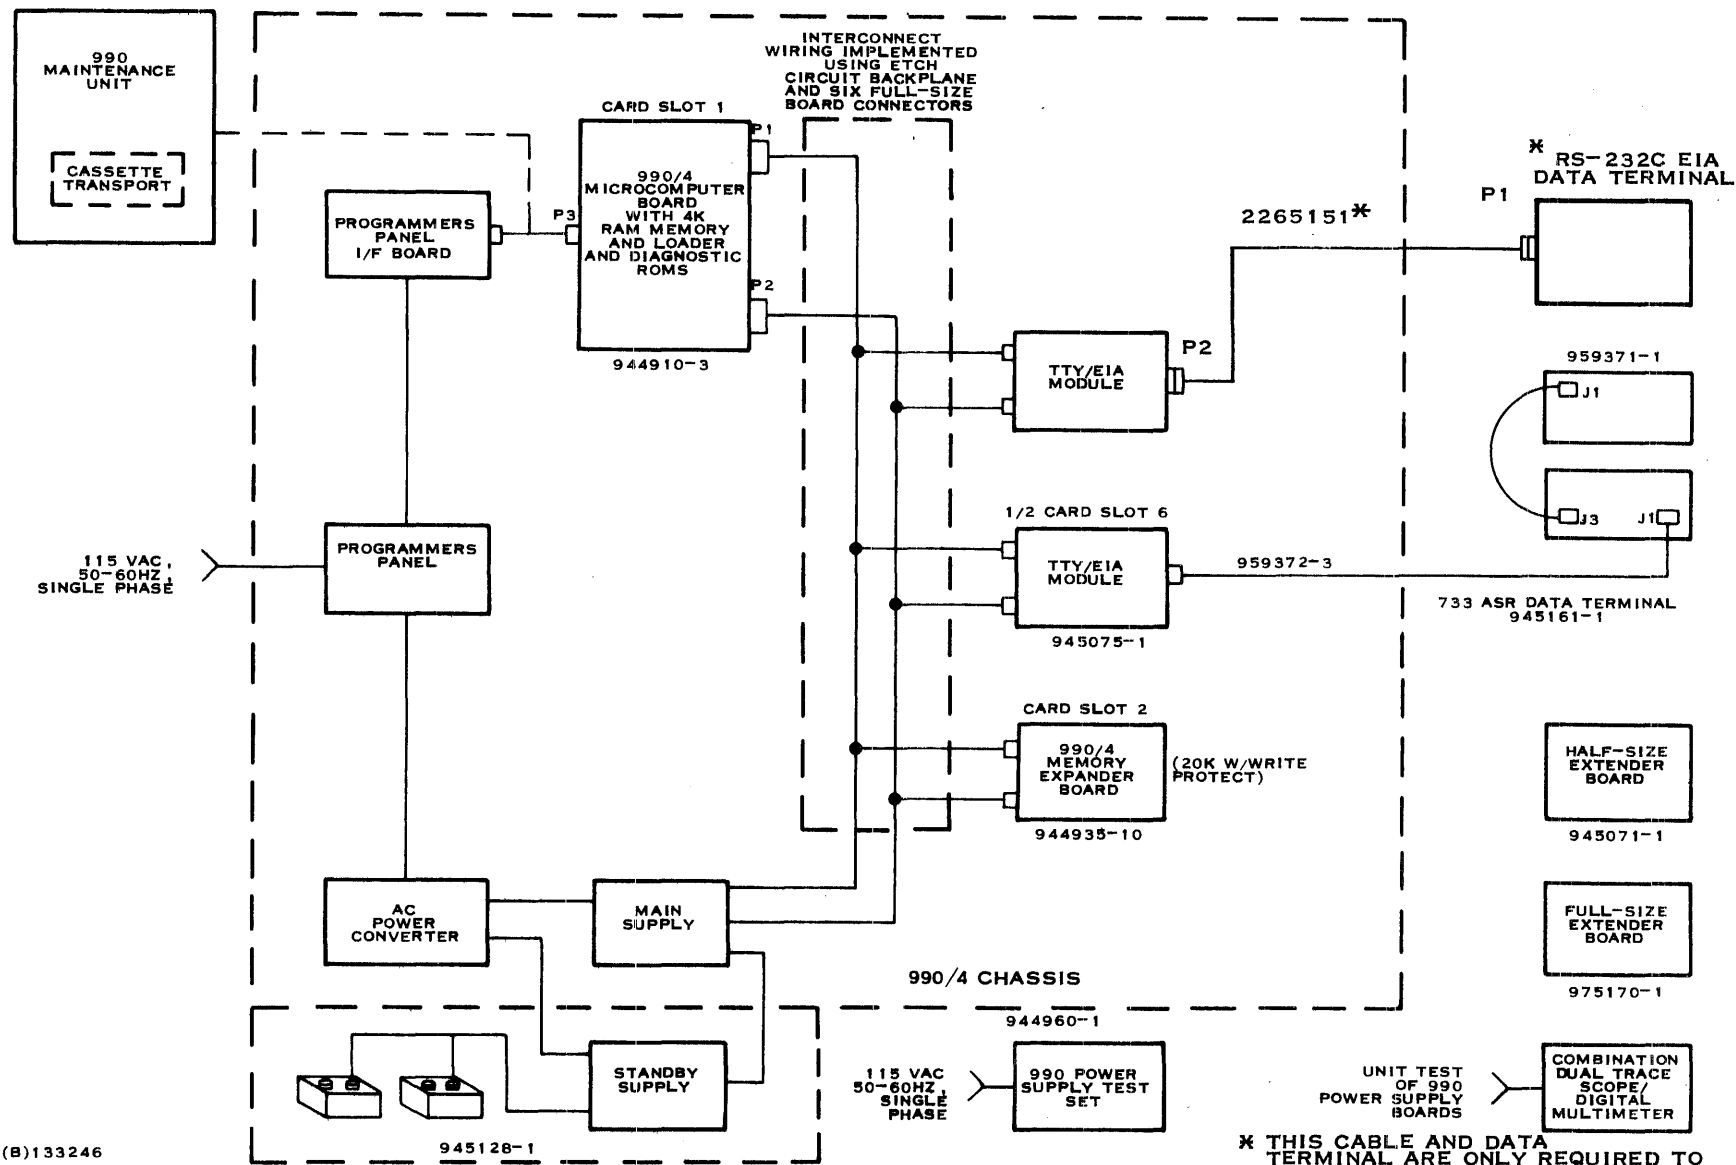 990
MAINTENANCE
UNIT
CASSETTE
TRANSPORT
INTERCONNECT
WIRING IMPLEMENTED
USING ETCH
CIRCUIT BACKPLANE
AND SIX FULL-SIZE
BOARD CONNECTORS
CARD SLOT 1
P1
990/4
MICROCOMPUTER
BOARD
WITH 4K
RAM MEMORY
AND LOADER
AND DIAGNOSTIC
ROMS
P3
P2
944910-3
PROGRAMMERS
PANEL
I/F BOARD
* RS-232C EIA
DATA TERMINAL
P1
2265151*
TTY/EIA
MODULE
P2
959371-1
J1
J3 J1
1/2 CARD SLOT 6
TTY/EIA
MODULE
945075-1
959372-3
733 ASR DATA TERMINAL
945161-1
115 VAC,
50-60HZ,
SINGLE PHASE
PROGRAMMERS
PANEL
CARD SLOT 2
990/4
MEMORY
EXPANDER
BOARD
(20K W/WRITE
PROTECT)
944935-10
HALF-SIZE
EXTENDER
BOARD
945071-1
AC
POWER
CONVERTER
MAIN
SUPPLY
FULL-SIZE
EXTENDER
BOARD
975170-1
990/4 CHASSIS
STANDBY
SUPPLY
945128-1
944960-1
115 VAC
50-60HZ,
SINGLE
PHASE
990 POWER
SUPPLY TEST
SET
UNIT TEST
OF 990
POWER SUPPLY
BOARDS
COMBINATION
DUAL TRACE
SCOPE/
DIGITAL
MULTIMETER
* THIS CABLE AND DATA
TERMINAL ARE ONLY REQUIRED TO
(B)133246